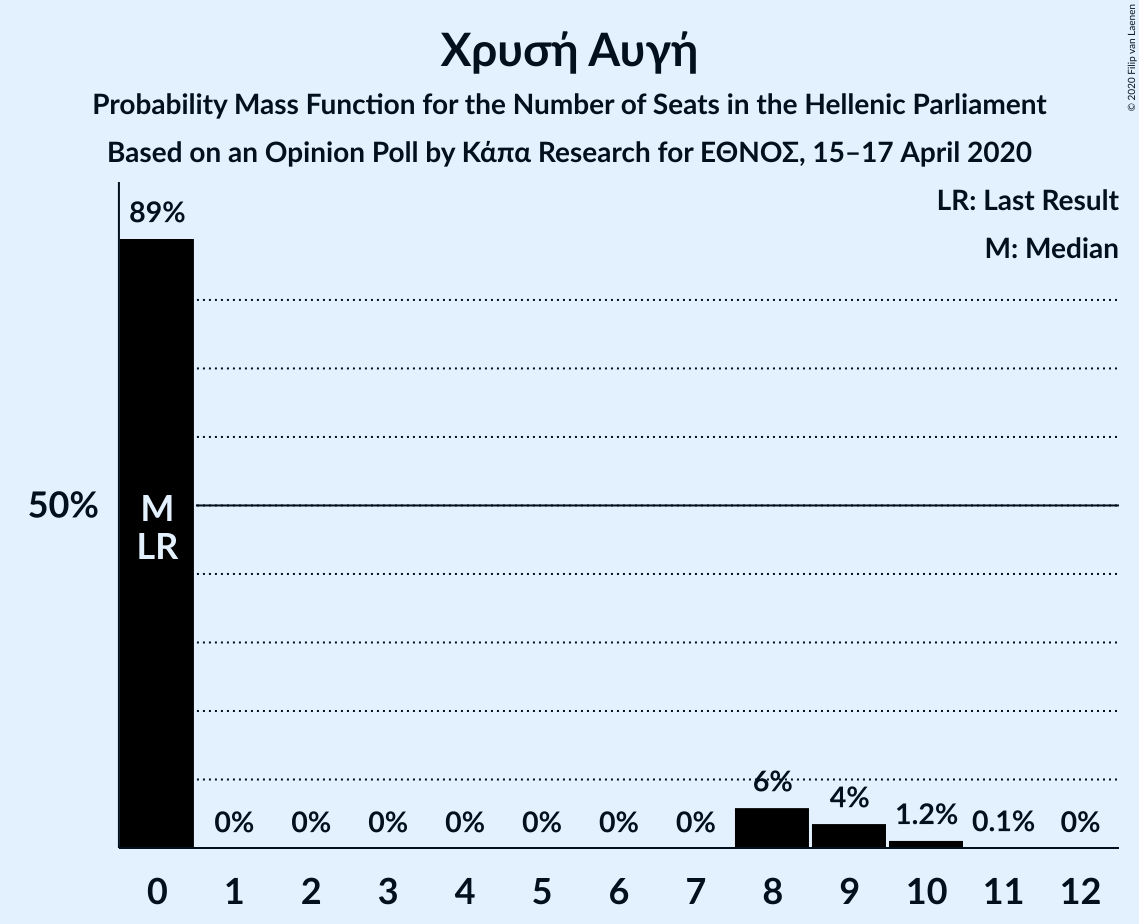 Χρυσή Αυγή
Probability Mass Function for the Number of Seats in the Hellenic Parliament
Based on an Opinion Poll by Κάπα Research for ΕΘΝΟΣ, 15–17 April 2020
© 2020 Filip van Laenen
LR: Last Result
M: Median
89%
50%
M
LR
0% 0% 0% 0% 0% 0% 0% 6% 4% 1.2% 0.1% 0%
0 1 2 3 4 5 6 7 8 9 10 11 12